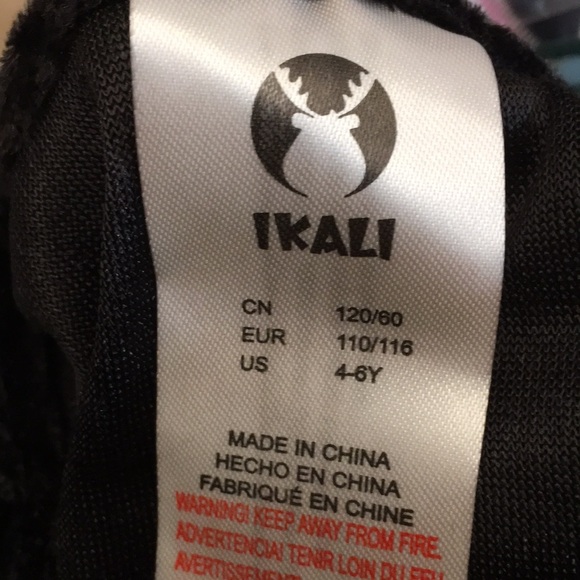 IKALI
CN 120/60
EUR 110/116
US 4-6Y
MADE IN CHINA
HECHO EN CHINA
FABRIQUÉ EN CHINE
WARNING! KEEP AWAY FROM FIRE.
ADVERTENCIA! TENIR LOIN DU FEU
AVERTISSEMENT